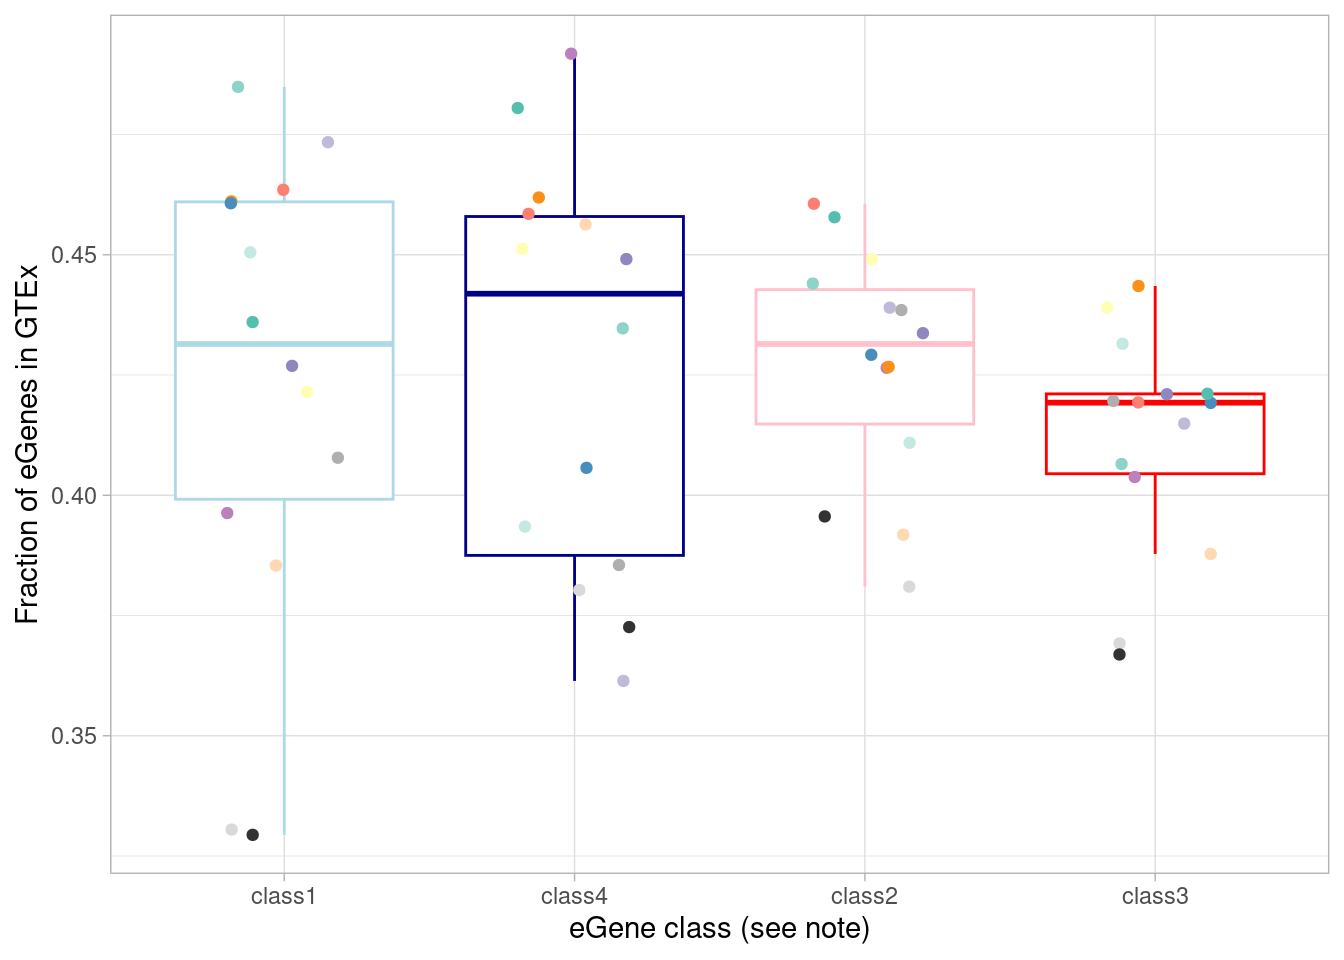 Fraction of eGenes in GTEx
0.45
0.40
0.35
class1
class4
class2
class3
eGene class (see note)